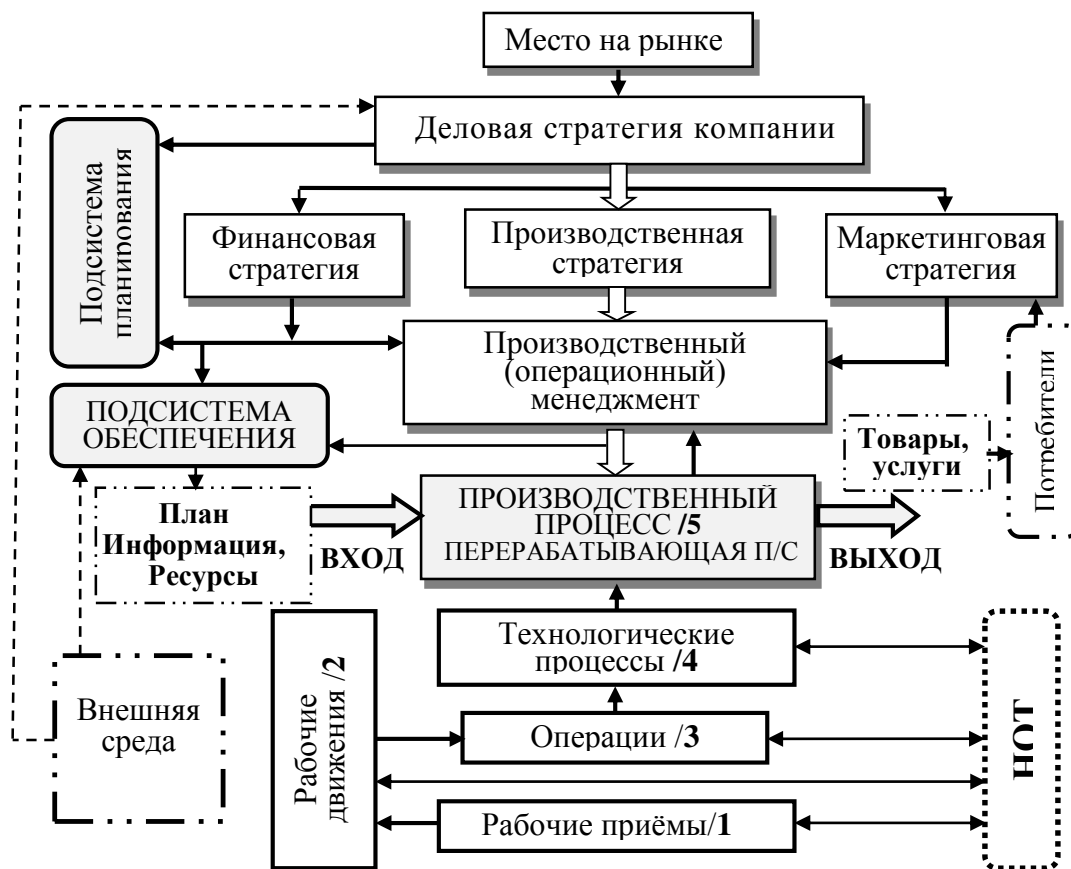 Место на рынке
Деловая стратегия компании
Подсистема
планирования
Финансовая
стратегия
Производственная
стратегия
Маркетинговая
стратегия
Производственный
(операционный)
менеджмент
ПОДСИСТЕМА
ОБЕСПЕЧЕНИЯ
Товары,
услуги
Потребители
План
Информация,
Ресурсы
ВХОД
ПРОИЗВОДСТВЕННЫЙ
ПРОЦЕСС /5
ПЕРЕРАБАТЫВАЮЩАЯ П/С
ВЫХОД
Внешняя
среда
Рабочие
движения /2
Технологические
процессы /4
Операции /3
Рабочие приёмы/1
НОТ